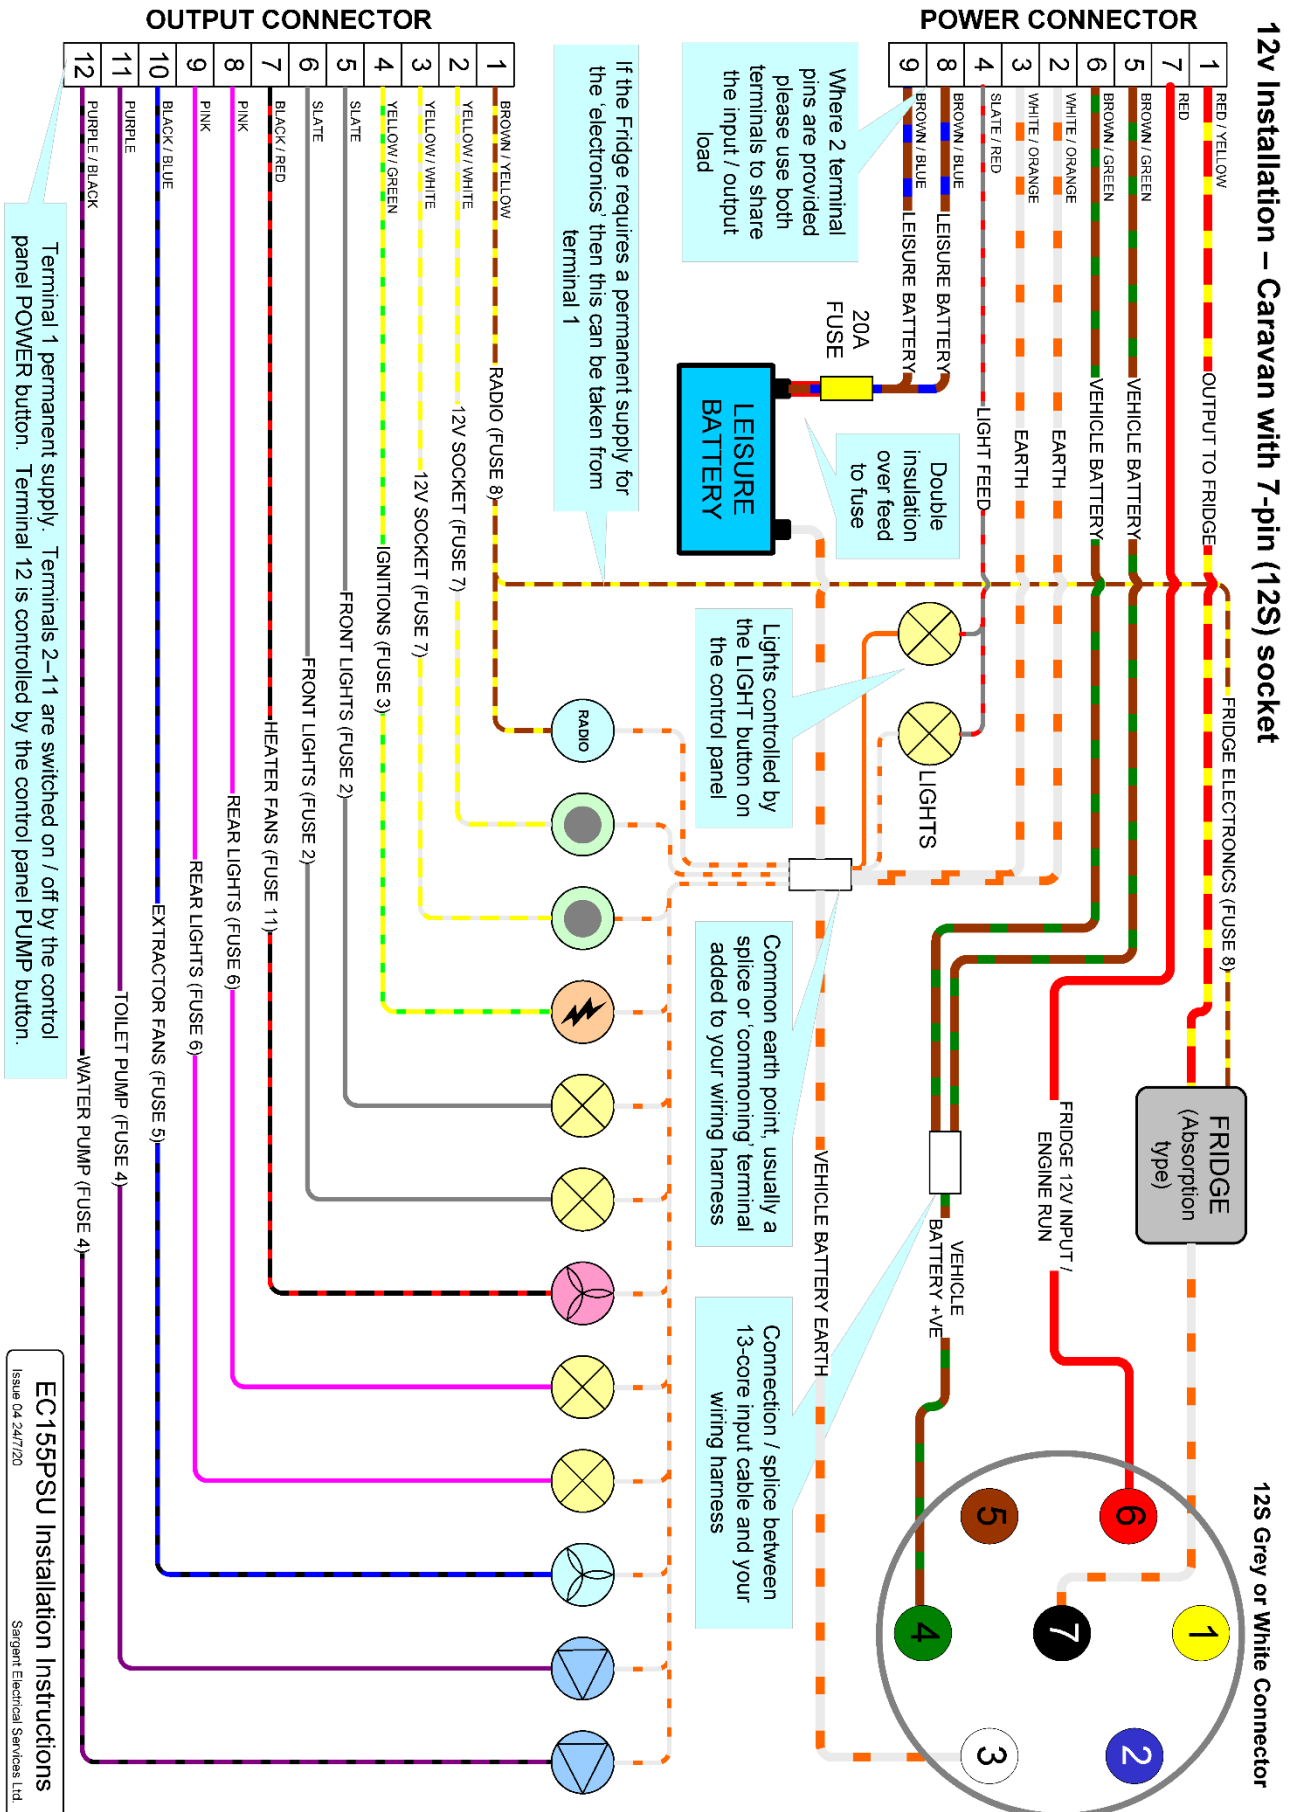 12v Installation – Caravan with 7-pin (12S) socket
12S Grey or White Connector
POWER CONNECTOR
1
7
5
6
2
3
4
8
9
RED / YELLOW
RED
BROWN / GREEN
BROWN / GREEN
WHITE / ORANGE
WHITE / ORANGE
SLATE / RED
BROWN / BLUE
BROWN / BLUE
OUTPUT TO FRIDGE
VEHICLE BATTERY
VEHICLE BATTERY
EARTH
EARTH
LIGHT FEED
LEISURE BATTERY
LEISURE BATTERY
FRIDGE ELECTRONICS (FUSE 8)
FRIDGE
(Absorption
type)
FRIDGE 12V INPUT /
ENGINE RUN
VEHICLE
BATTERY +VE
1
2
3
4
5
6
7
Where 2 terminal
pins are provided
please use both
terminals to share
the input / output
load
20A
FUSE
LEISURE
BATTERY
Double
insulation
over feed
to fuse
LIGHTS
Lights controlled by
the LIGHT button on
the control panel
Common earth point, usually a
splice or ‘commoning’ terminal
added to your wiring harness
VEHICLE BATTERY EARTH
Connection / splice between
13-core input cable and your
wiring harness
If the Fridge requires a permanent supply for
the ‘electronics’ then this can be taken from
terminal 1
OUTPUT CONNECTOR
1
2
3
4
5
6
7
8
9
10
11
12
BROWN / YELLOW
YELLOW / WHITE
YELLOW / WHITE
YELLOW / GREEN
SLATE
SLATE
BLACK / RED
PINK
PINK
BLACK / BLUE
PURPLE
PURPLE / BLACK
RADIO (FUSE 8)
12V SOCKET (FUSE 7)
12V SOCKET (FUSE 7)
IGNITIONS (FUSE 3)
FRONT LIGHTS (FUSE 2)
FRONT LIGHTS (FUSE 2)
HEATER FANS (FUSE 11)
REAR LIGHTS (FUSE 6)
REAR LIGHTS (FUSE 6)
EXTRACTOR FANS (FUSE 5)
TOILET PUMP (FUSE 4)
WATER PUMP (FUSE 4)
RADIO
Terminal 1 permanent supply. Terminals 2–11 are switched on / off by the control
panel POWER button. Terminal 12 is controlled by the control panel PUMP button.
EC155PSU Installation Instructions
Issue 04 24/7/20
Sargent Electrical Services Ltd.